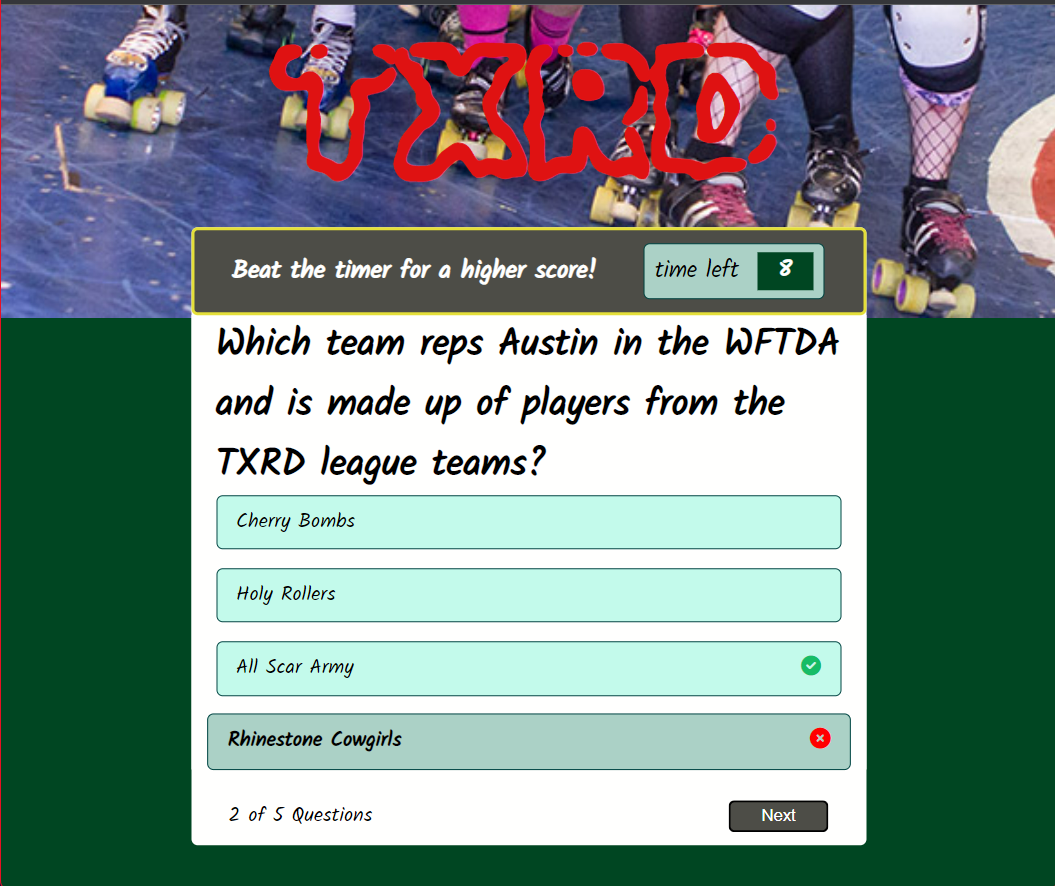 TXRD
Beat the timer for a higher score!
time left 8
Which team reps Austin in the WFTDA
and is made up of players from the
TXRD league teams?
Cherry Bombs
Holy Rollers
All Scar Army
Rhinestone Cowgirls
2 of 5 Questions
Next